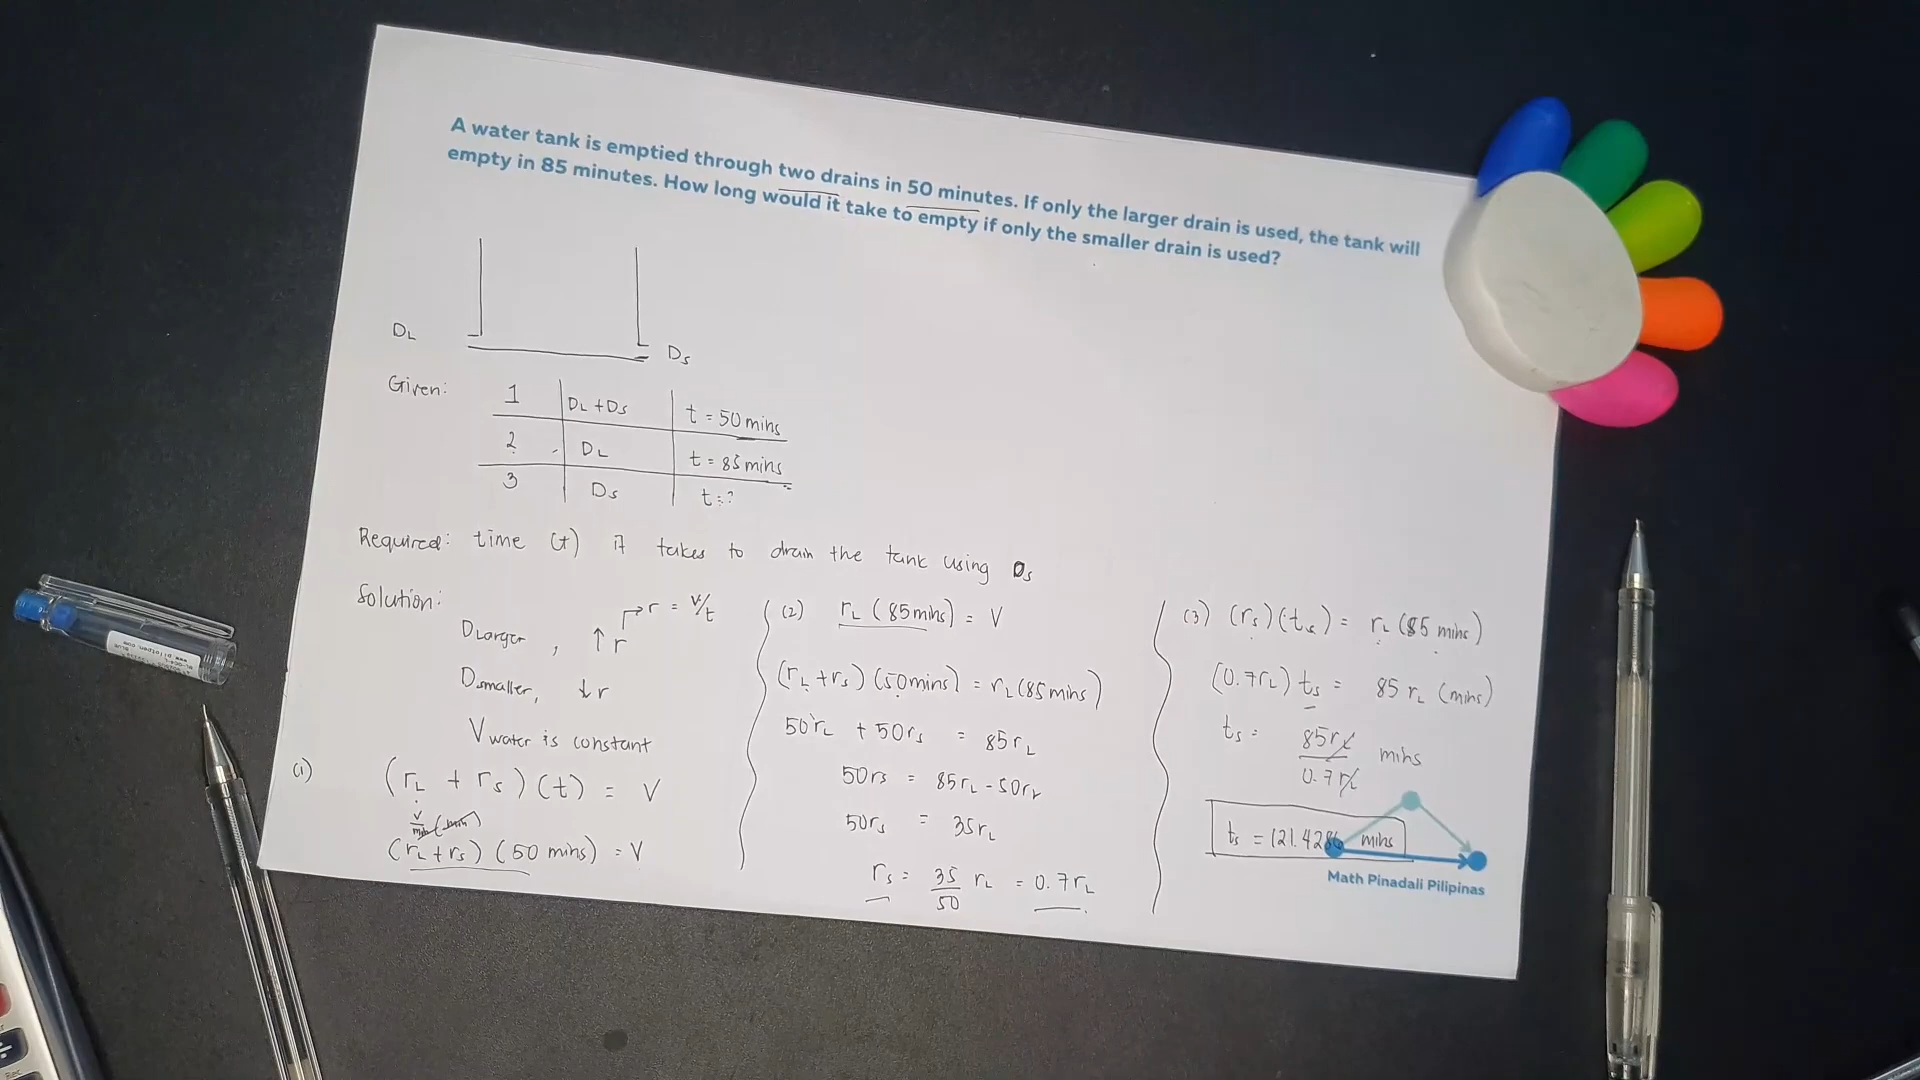 A water tank is emptied through two drains in 50 minutes. If only the larger drain is used, the tank will
empty in 85 minutes. How long would it take to empty if only the smaller drain is used?
DL
Ds
Given:
1 DL + Ds t = 50 mins
2 DL t = 85 mins
3 Ds t = ?
Required: time (t) it takes to drain the tank using Ds
Solution:
DLarger, ↑ r → r = V/t
Dsmaller, ↓ r
Vwater is constant
(1) (rL + rs) (t) = V
V/min (min)
(rL + rs) (50 mins) = V
(2) rL (85 mins) = V
(rL + rs) (50 mins) = rL (85 mins)
50rL + 50rs = 85rL
50rs = 85rL - 50rL
50rs = 35rL
rs = 35/50 rL = 0.7rL
(3) (rs)(ts) = rL (85 mins)
(0.7rL) ts = 85 rL (mins)
ts = 85rL/0.7rL mins
ts = 121.4286 mins
Math Pinadali Pilipinas